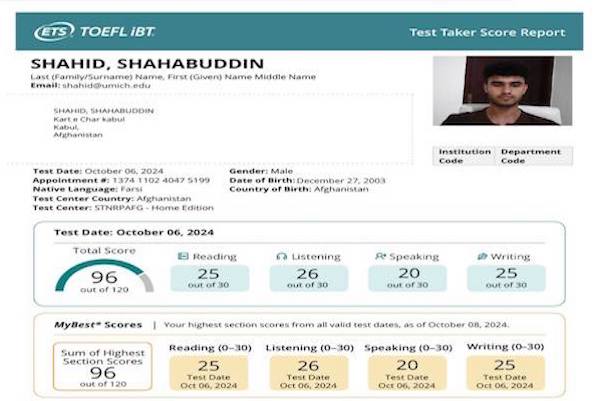 ETS TOEFL iBT. Test Taker Score Report
SHAHID, SHAHABUDDIN
Last (Family/Surname) Name, First (Given) Name Middle Name
Email: shahid@umich.edu
SHAHID, SHAHABUDDIN
Kart e Char kabul
Kabul,
Afghanistan
Institution Code Department Code
Test Date: October 06, 2024 Gender: Male
Appointment #: 1374 1102 4047 5199 Date of Birth: December 27, 2003
Native Language: Farsi Country of Birth: Afghanistan
Test Center Country: Afghanistan
Test Center: STNRPAFG - Home Edition
Test Date: October 06, 2024
Total Score Reading Listening Speaking Writing
96 25 26 20 25
out of 120 out of 30 out of 30 out of 30 out of 30
MyBest® Scores | Your highest section scores from all valid test dates, as of October 08, 2024.
Sum of Highest Section Scores Reading (0–30) Listening (0–30) Speaking (0–30) Writing (0–30)
96 25 26 20 25
out of 120 Test Date Test Date Test Date Test Date
Oct 06, 2024 Oct 06, 2024 Oct 06, 2024 Oct 06, 2024